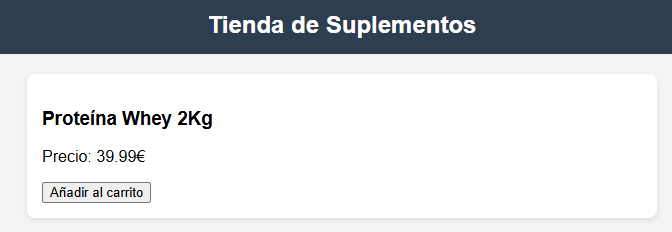 Tienda de Suplementos
Proteína Whey 2Kg
Precio: 39.99€
Añadir al carrito